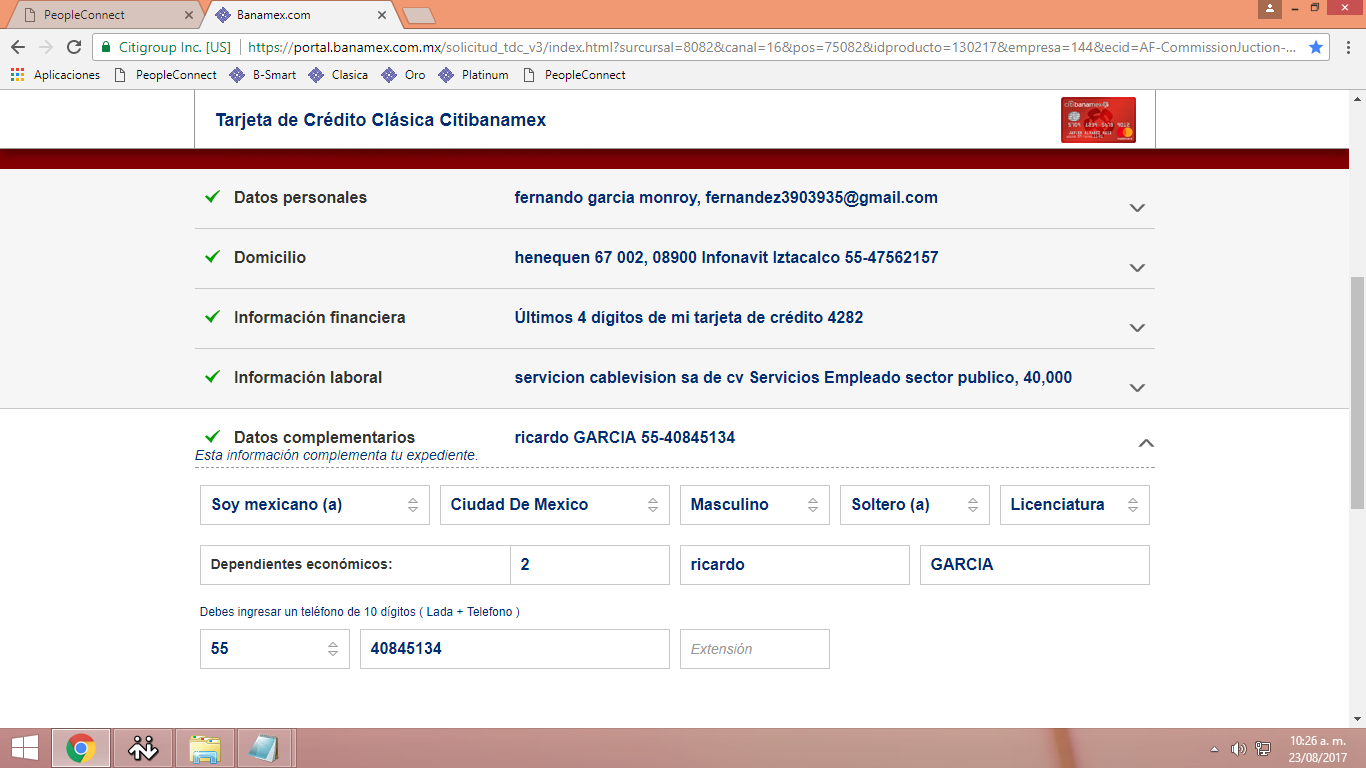 PeopleConnect
Banamex.com
Citigroup Inc. [US] https://portal.banamex.com.mx/solicitud_tdc_v3/index.html?surcursal=8082&canal=16&pos=75082&idproducto=130217&empresa=144&ecid=AF-CommissionJuction-...
Aplicaciones PeopleConnect B-Smart Clasica Oro Platinum PeopleConnect
Tarjeta de Crédito Clásica Citibanamex
citibanamex
Datos personales fernando garcia monroy, fernandez3903935@gmail.com
Domicilio henequen 67 002, 08900 Infonavit Iztacalco 55-47562157
Información financiera Últimos 4 dígitos de mi tarjeta de crédito 4282
Información laboral servicion cablevision sa de cv Servicios Empleado sector publico, 40,000
Datos complementarios ricardo GARCIA 55-40845134
Esta información complementa tu expediente.
Soy mexicano (a) Ciudad De Mexico Masculino Soltero (a) Licenciatura
Dependientes económicos: 2 ricardo GARCIA
Debes ingresar un teléfono de 10 dígitos ( Lada + Telefono )
55 40845134 Extensión
10:26 a. m.
23/08/2017